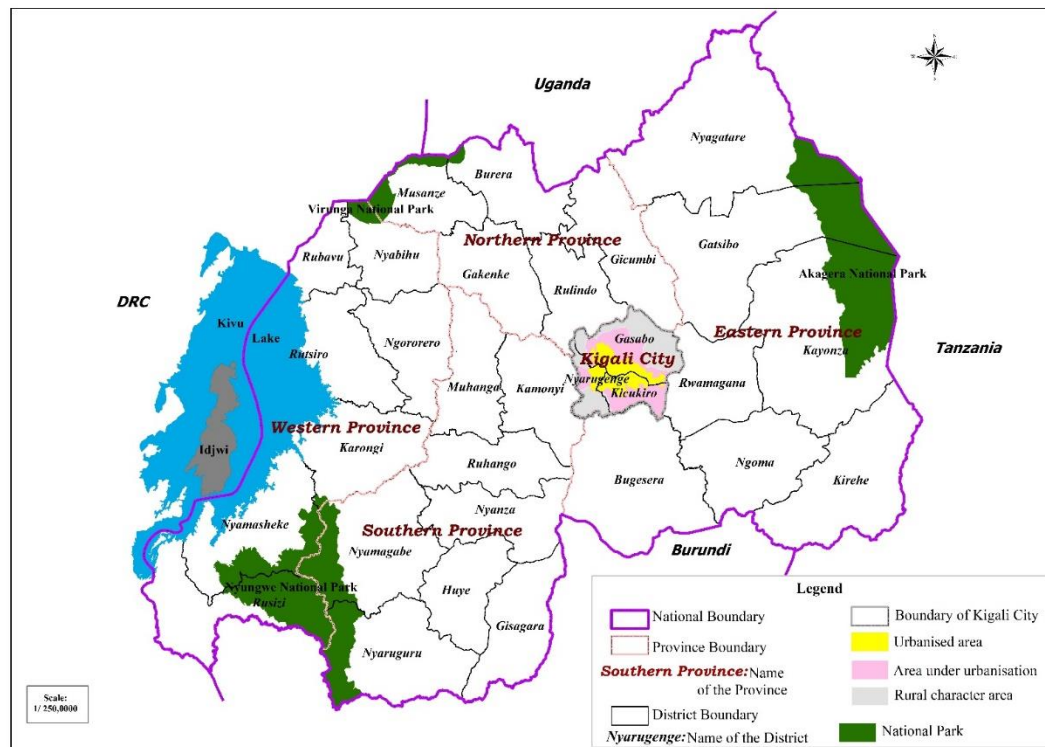 Uganda
Nyagatare
Burera
Musanze
Virunga National Park
Northern Province
Rubavu
Nyabihu
Gakenke
Gicumbi
Gatsibo
Rulindo
Akagera National Park
DRC
Kivu
Lake
Rutsiro
Ngororero
Gasabo
Eastern Province
Kayonza
Tanzania
Kigali City
Nyarugenge
Kicukiro
Rwamagana
Muhanga
Kamonyi
Western Province
Karongi
Idjwi
Ruhango
Bugesera
Ngoma
Kirehe
Nyanza
Nyamasheke
Southern Province
Nyamagabe
Burundi
Nyungwe National Park
Rusizi
Huye
Gisagara
Nyaruguru
Scale:
1/ 250,0000
Legend
National Boundary
Province Boundary
Southern Province: Name
of the Province
District Boundary
Nyarugenge: Name of the District
Boundary of Kigali City
Urbanised area
Area under urbanisation
Rural character area
National Park